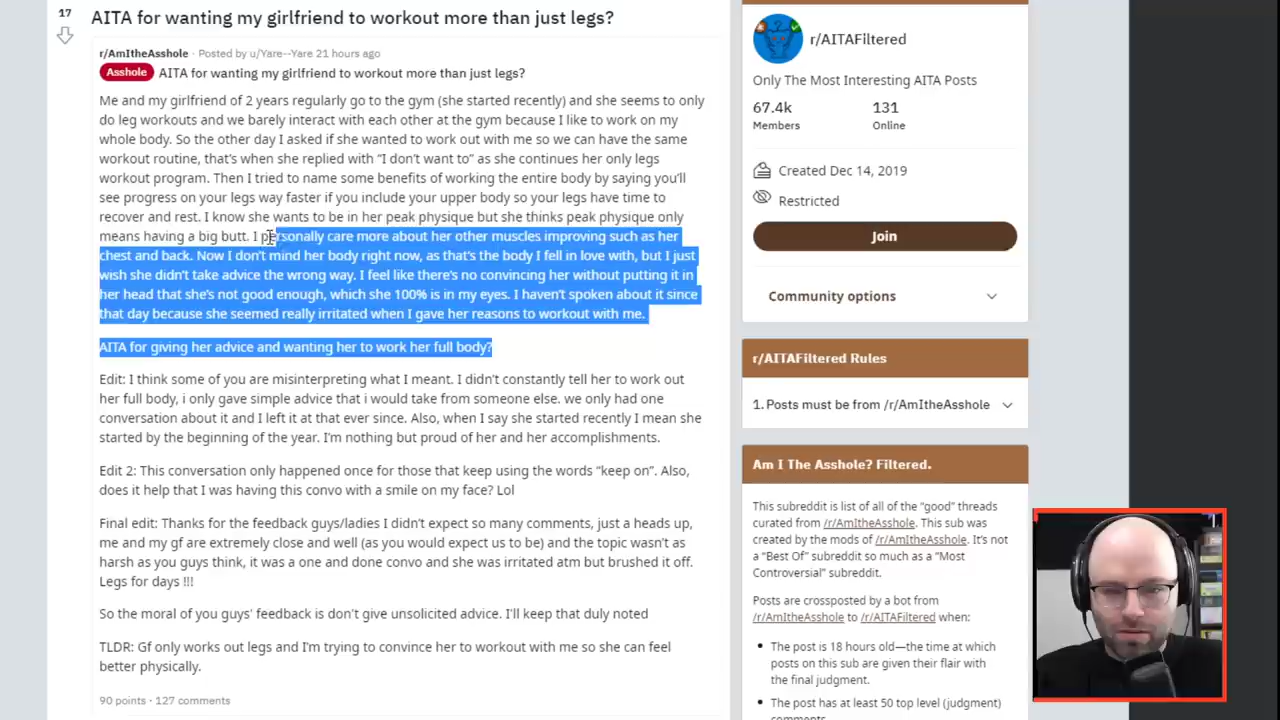 17
AITA for wanting my girlfriend to workout more than just legs?
r/AmItheAsshole · Posted by u/Yare--Yare 21 hours ago
Asshole AITA for wanting my girlfriend to workout more than just legs?
Me and my girlfriend of 2 years regularly go to the gym (she started recently) and she seems to only
do leg workouts and we barely interact with each other at the gym because I like to work on my
whole body. So the other day I asked if she wanted to work out with me so we can have the same
workout routine, that's when she replied with “I don't want to” as she continues her only legs
workout program. Then I tried to name some benefits of working the entire body by saying you'll
see progress on your legs way faster if you include your upper body so your legs have time to
recover and rest. I know she wants to be in her peak physique but she thinks peak physique only
means having a big butt. I personally care more about her other muscles improving such as her
chest and back. Now I don't mind her body right now, as that's the body I fell in love with, but I just
wish she didn't take advice the wrong way. I feel like there's no convincing her without putting it in
her head that she's not good enough, which she 100% is in my eyes. I haven't spoken about it since
that day because she seemed really irritated when I gave her reasons to workout with me.
AITA for giving her advice and wanting her to work her full body?
Edit: I think some of you are misinterpreting what I meant. I didn't constantly tell her to work out
her full body, i only gave simple advice that i would take from someone else. we only had one
conversation about it and I left it at that ever since. Also, when I say she started recently I mean she
started by the beginning of the year. I'm nothing but proud of her and her accomplishments.
Edit 2: This conversation only happened once for those that keep using the words “keep on”. Also,
does it help that I was having this convo with a smile on my face? Lol
Final edit: Thanks for the feedback guys/ladies I didn't expect so many comments, just a heads up,
me and my gf are extremely close and well (as you would expect us to be) and the topic wasn't as
harsh as you guys think, it was a one and done convo and she was irritated atm but brushed it off.
Legs for days !!!
So the moral of you guys' feedback is don't give unsolicited advice. I'll keep that duly noted
TLDR: Gf only works out legs and I'm trying to convince her to workout with me so she can feel
better physically.
90 points · 127 comments
r/AITAFiltered
Only The Most Interesting AITA Posts
67.4k 131
Members Online
Created Dec 14, 2019
Restricted
Join
Community options
r/AITAFiltered Rules
1. Posts must be from /r/AmItheAsshole
Am I The Asshole? Filtered.
This subreddit is list of all of the “good” threads
curated from /r/AmItheAsshole. This sub was
created by the mods of /r/AmItheAsshole. It's not
a “Best Of” subreddit so much as a “Most
Controversial” subreddit.
Posts are crossposted by a bot from
/r/AmItheAsshole to /r/AITAFiltered when:
• The post is 18 hours old—the time at which
posts on this sub are given their flair with
the final judgment.
• The post has at least 50 top level (judgment)
comments